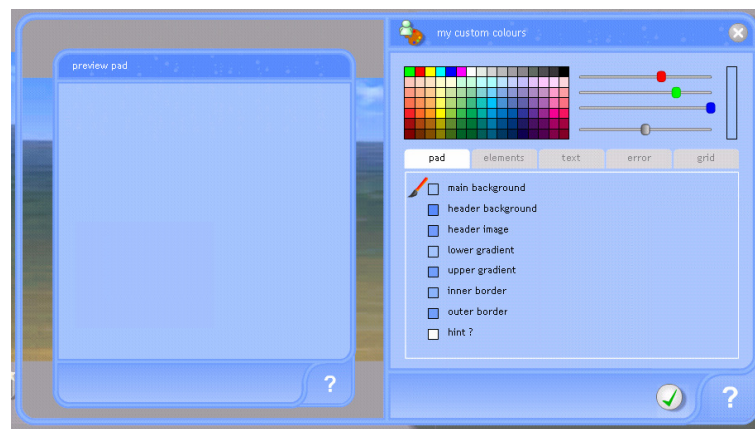 my custom colours
preview pad
pad elements text error grid
main background
header background
header image
lower gradient
upper gradient
inner border
outer border
hint ?
?
?